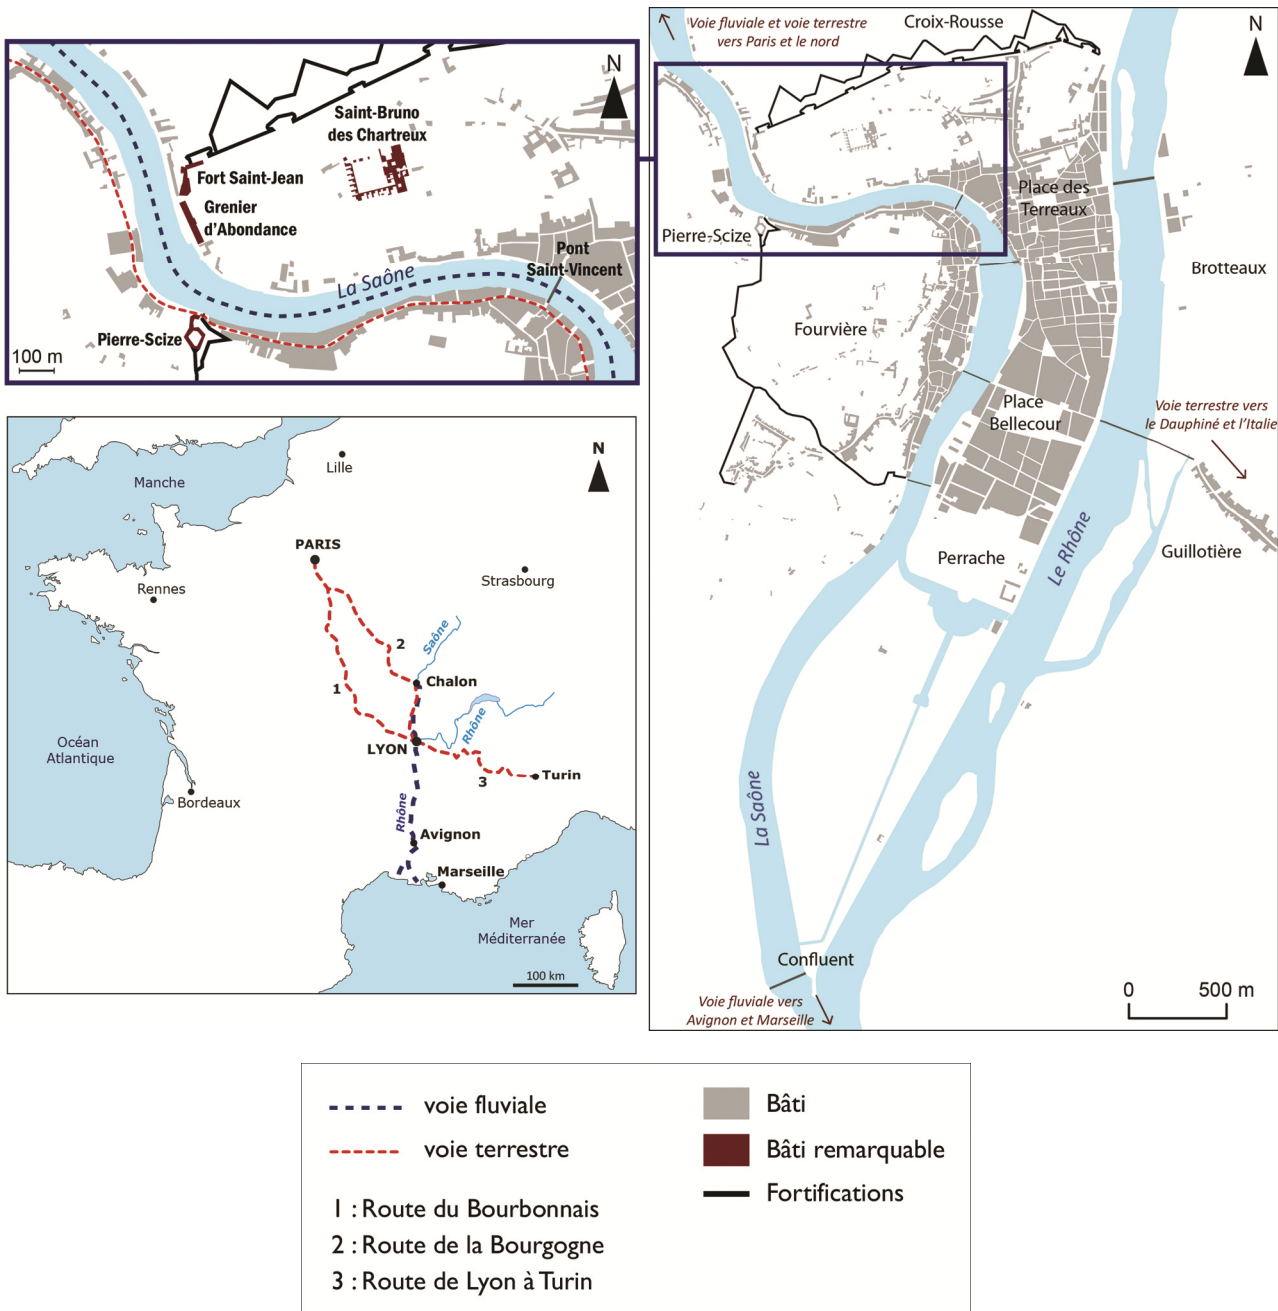 N
Saint-Bruno
des Chartreux
Fort Saint-Jean
Grenier
d'Abondance
La Saône
Pont
Saint-Vincent
Pierre-Scize
100 m
Voie fluviale et voie terrestre
vers Paris et le nord
Croix-Rousse
N
Place des
Terreaux
Pierre-Scize
Brotteaux
Fourvière
Place
Bellecour
Voie terrestre vers
le Dauphiné et l'Italie
Le Rhône
Guillotière
Perrache
La Saône
Confluent
Voie fluviale vers
Avignon et Marseille
0 500 m
Manche
Lille
N
PARIS
Strasbourg
Rennes
2
Saône
1
Chalon
Rhône
LYON
Océan
Atlantique
3
Turin
Bordeaux
Rhône
Avignon
Marseille
Mer
Méditerranée
100 km
voie fluviale
voie terrestre
1 : Route du Bourbonnais
2 : Route de la Bourgogne
3 : Route de Lyon à Turin
Bâti
Bâti remarquable
Fortifications